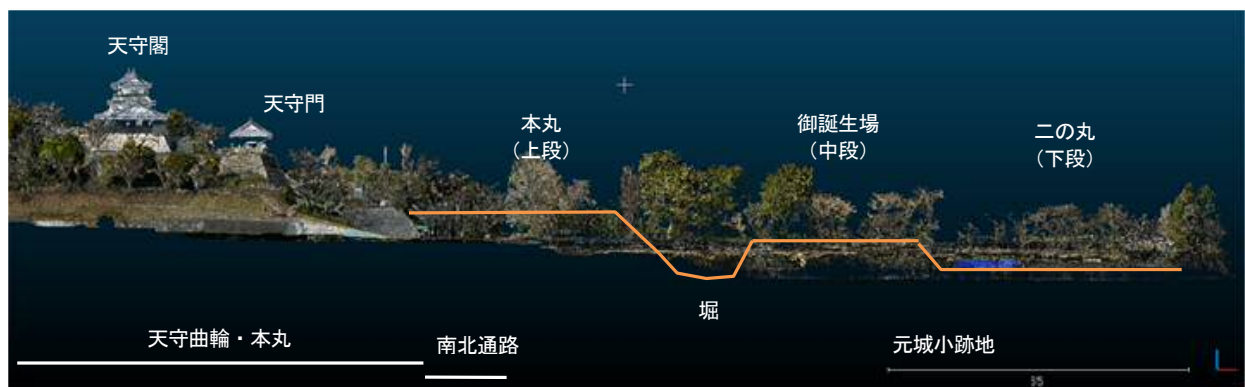 天守閣
天守門
本丸
（上段）
御誕生場
（中段）
二の丸
（下段）
堀
天守曲輪・本丸
南北通路
元城小跡地
35